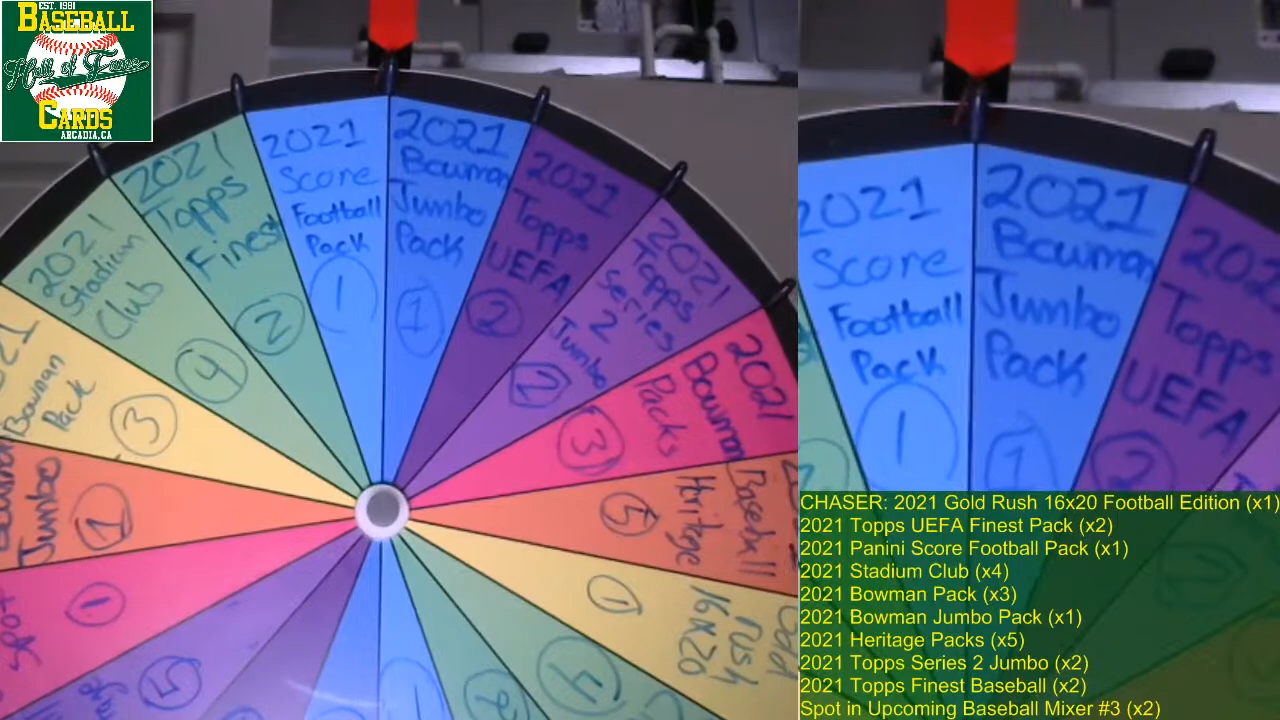 EST. 1981
BASEBALL
Hall of Fame
CARDS
ARCADIA, CA
2021
Stadium
Club
4
2021
Topps
Finest
2
2021
Score
Football
Pack
1
2021
Bowman
Jumbo
Pack
1
2021
Topps
UEFA
2
2021
Topps
Series
2
Jumbo
2
2021
Bowman
Packs
3
Baseball
Heritage
5
Gold
rush
16x20
1
Bowman
Pack
3
Bowman
Jumbo
1
Spot
1
4
1
2021
Score
Football
Pack
1
2021
Bowman
Jumbo
Pack
1
2021
Topps
UEFA
2
CHASER: 2021 Gold Rush 16x20 Football Edition (x1)
2021 Topps UEFA Finest Pack (x2)
2021 Panini Score Football Pack (x1)
2021 Stadium Club (x4)
2021 Bowman Pack (x3)
2021 Bowman Jumbo Pack (x1)
2021 Heritage Packs (x5)
2021 Topps Series 2 Jumbo (x2)
2021 Topps Finest Baseball (x2)
Spot in Upcoming Baseball Mixer #3 (x2)